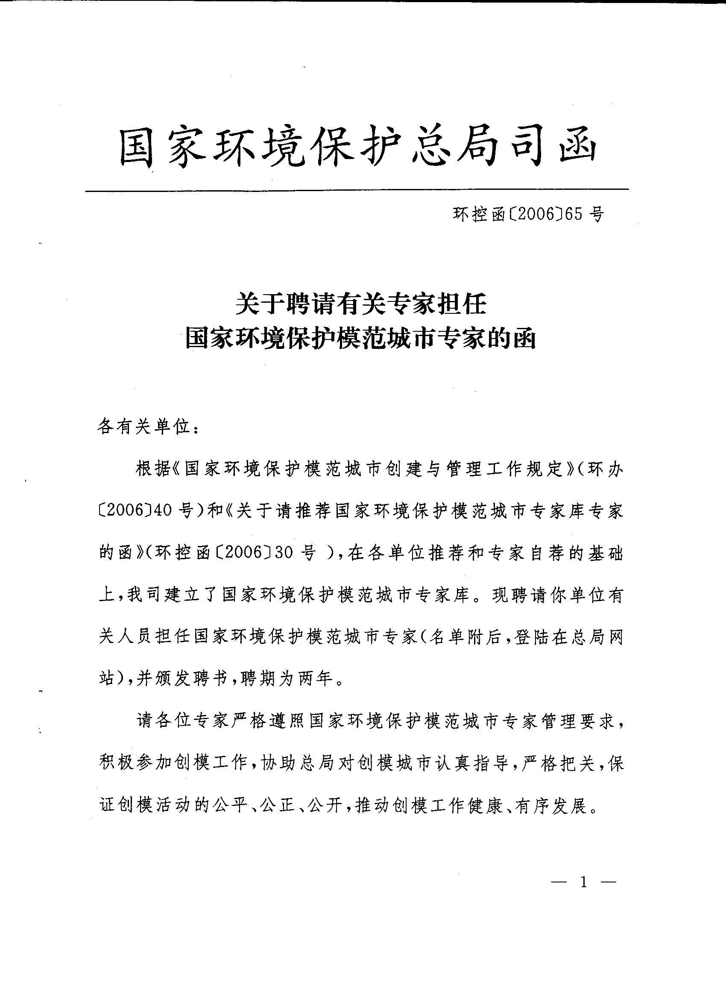 国家环境保护总局司函
环控函〔2006〕65 号
关于聘请有关专家担任
国家环境保护模范城市专家的函
各有关单位：
根据《国家环境保护模范城市创建与管理工作规定》（环办
〔2006〕40 号）和《关于请推荐国家环境保护模范城市专家库专家
的函》（环控函〔2006〕30 号 ），在各单位推荐和专家自荐的基础
上，我司建立了国家环境保护模范城市专家库。现聘请你单位有
关人员担任国家环境保护模范城市专家（名单附后，登陆在总局网
站），并颁发聘书，聘期为两年。
请各位专家严格遵照国家环境保护模范城市专家管理要求，
积极参加创模工作，协助总局对创模城市认真指导，严格把关，保
证创模活动的公平、公正、公开，推动创模工作健康、有序发展。
— 1 —